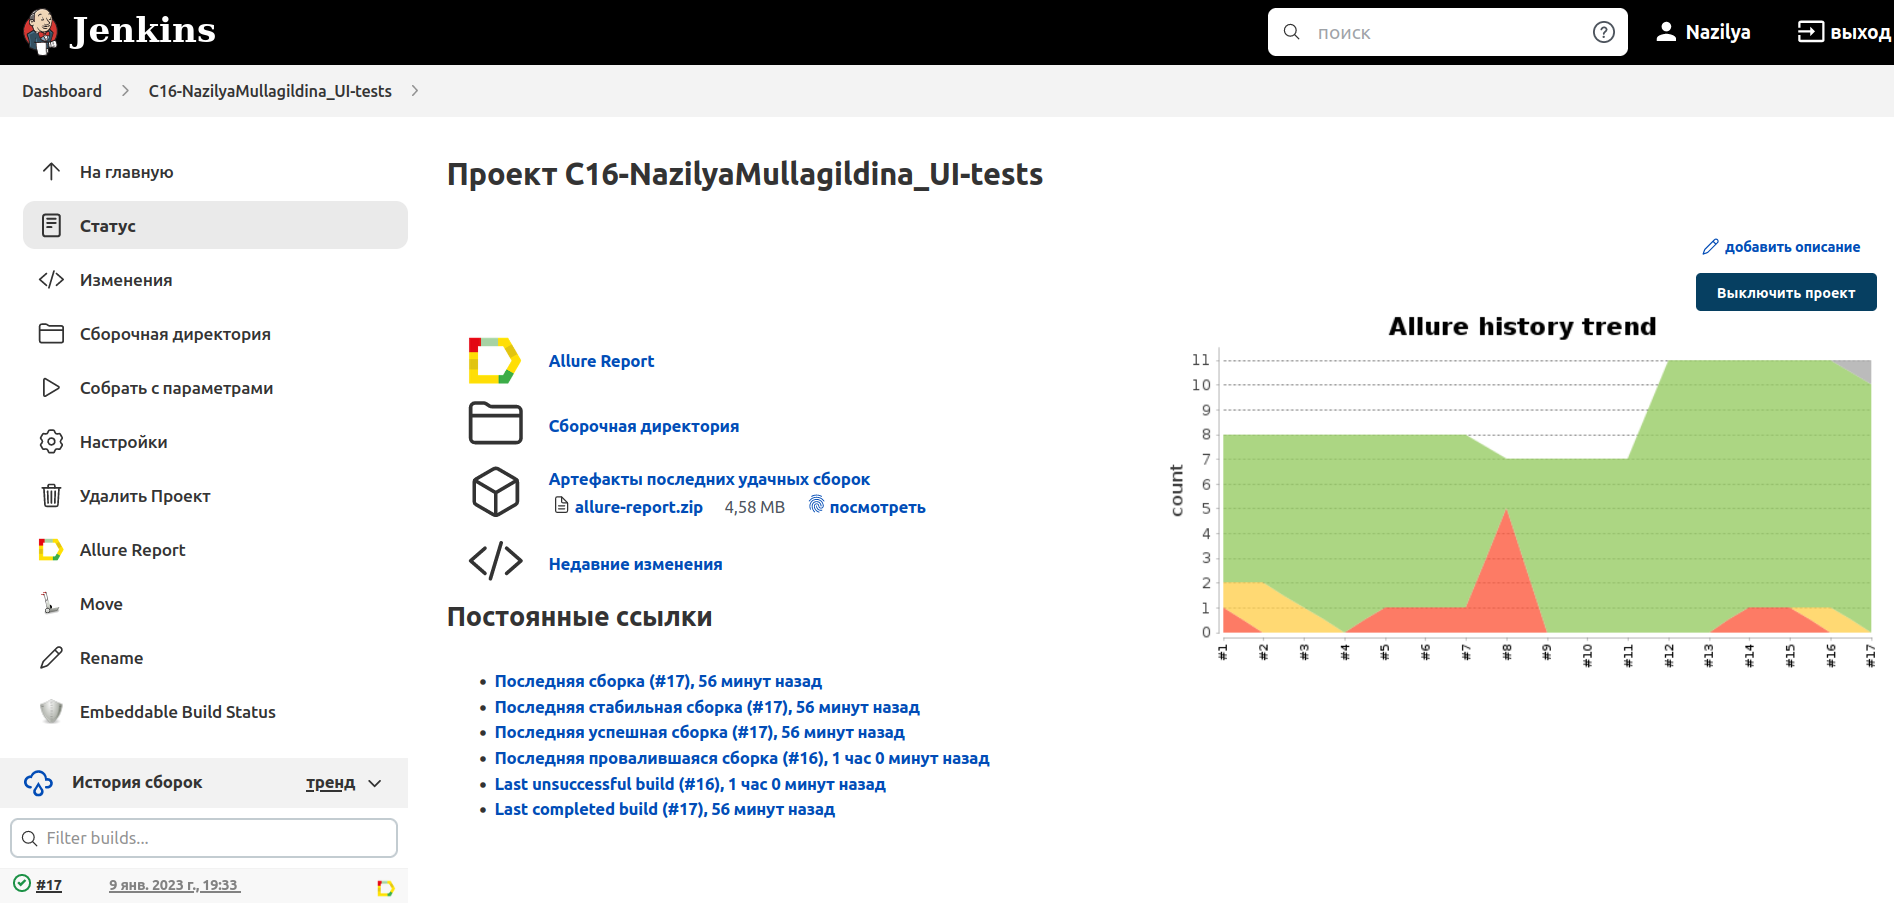 Jenkins
поиск
Nazilya
выход
Dashboard
C16-NazilyaMullagildina_UI-tests
На главную
Статус
Изменения
Сборочная директория
Собрать с параметрами
Настройки
Удалить Проект
Allure Report
Move
Rename
Embeddable Build Status
История сборок
тренд
Filter builds...
#17
9 янв. 2023 г., 19:33
Проект C16-NazilyaMullagildina_UI-tests
добавить описание
Выключить проект
Allure Report
Сборочная директория
Артефакты последних удачных сборок
allure-report.zip 4,58 MB посмотреть
Недавние изменения
Постоянные ссылки
Последняя сборка (#17), 56 минут назад
Последняя стабильная сборка (#17), 56 минут назад
Последняя успешная сборка (#17), 56 минут назад
Последняя провалившаяся сборка (#16), 1 час 0 минут назад
Last unsuccessful build (#16), 1 час 0 минут назад
Last completed build (#17), 56 минут назад
Allure history trend
count
11
10
9
8
7
6
5
4
3
2
1
0
#1 #2 #3 #4 #5 #6 #7 #8 #9 #10 #11 #12 #13 #14 #15 #16 #17